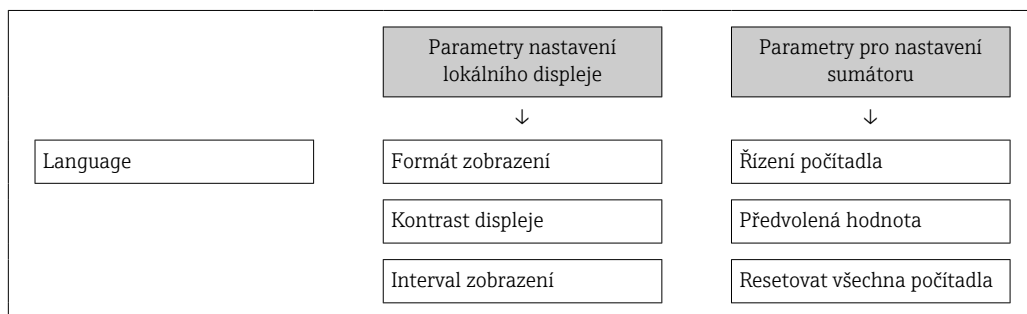 Parametry nastavení
lokálního displeje
Parametry pro nastavení
sumátoru
↓
↓
Language
Formát zobrazení
Řízení počítadla
Kontrast displeje
Předvolená hodnota
Interval zobrazení
Resetovat všechna počítadla